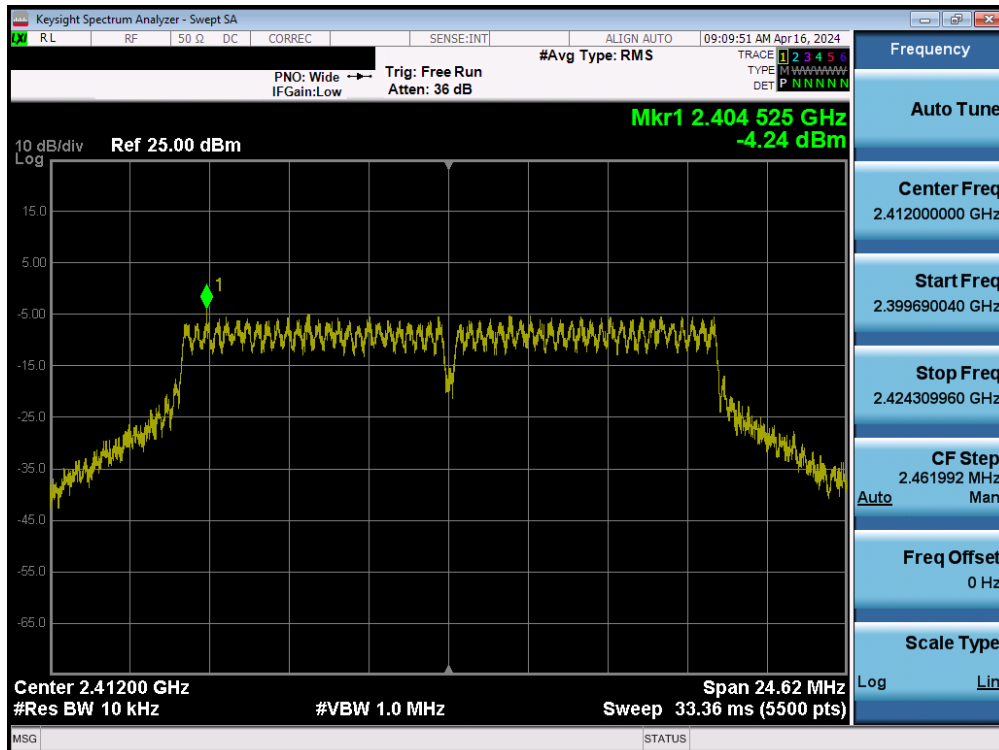 Keysight Spectrum Analyzer - Swept SA
LXI RL RF 50 Ω DC CORREC SENSE:INT ALIGN AUTO 09:09:51 AM Apr 16, 2024
#Avg Type: RMS
TRACE 1 2 3 4 5 6
PNO: Wide Trig: Free Run
TYPE M WWWWW
IFGain:Low Atten: 36 dB
DET P N N N N N
Mkr1 2.404 525 GHz
-4.24 dBm
10 dB/div Ref 25.00 dBm
Log
15.0
5.00
1
-5.00
-15.0
-25.0
-35.0
-45.0
-55.0
-65.0
Center 2.41200 GHz Span 24.62 MHz
#Res BW 10 kHz #VBW 1.0 MHz Sweep 33.36 ms (5500 pts)
MSG STATUS
Frequency
Auto Tune
Center Freq
2.412000000 GHz
Start Freq
2.399690040 GHz
Stop Freq
2.424309960 GHz
CF Step
2.461992 MHz
Auto Man
Freq Offset
0 Hz
Scale Type
Log Lin